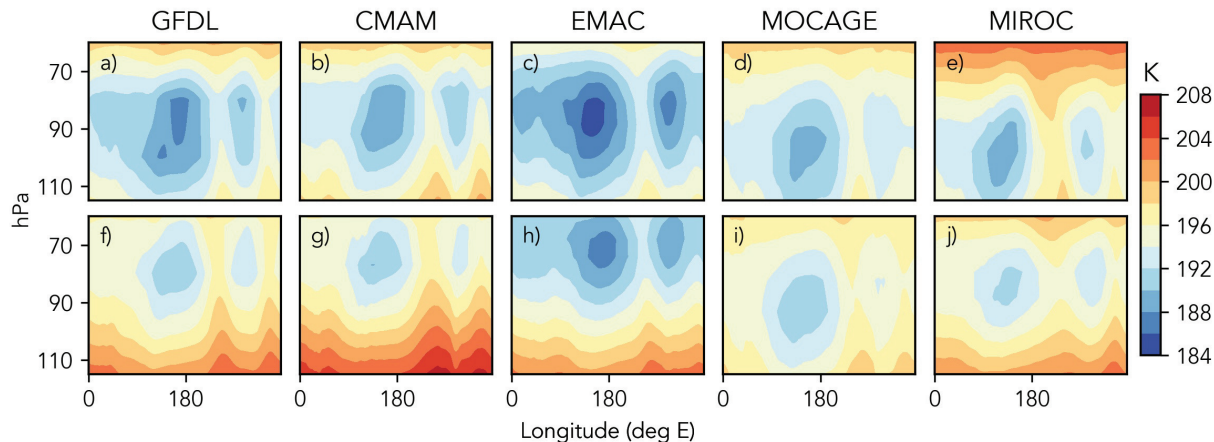 GFDL CMAM EMAC MOCAGE MIROC
a) b) c) d) e) K
70
90
110
208
204
200
196
192
188
184
hPa
f) g) h) i) j)
70
90
110
0 180 0 180 0 180 0 180 0 180
Longitude (deg E)